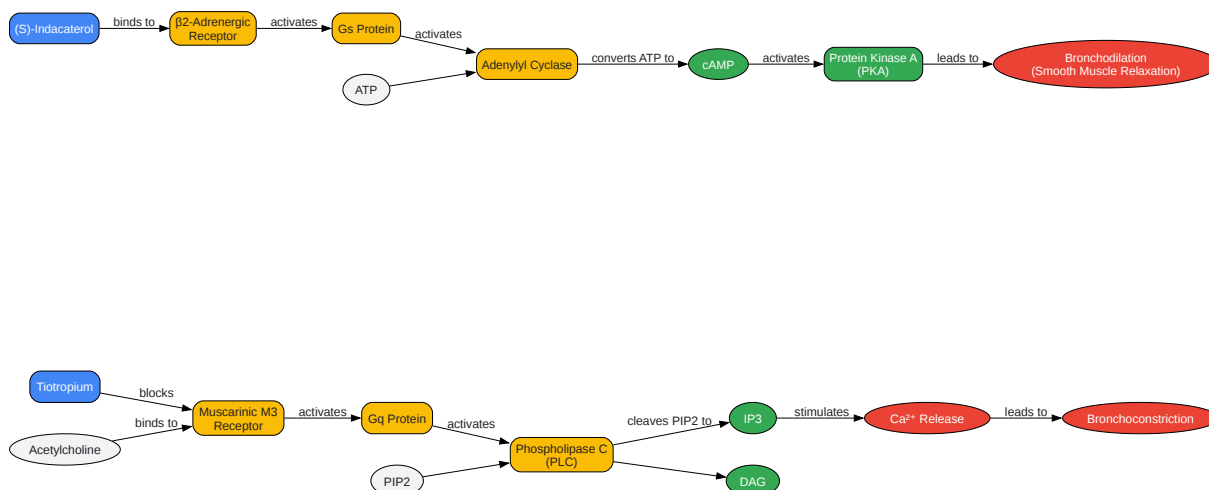 (S)-Indacaterol
binds to
β2-Adrenergic
Receptor
activates
Gs Protein
activates
ATP
Adenylyl Cyclase
converts ATP to
cAMP
activates
Protein Kinase A
(PKA)
leads to
Bronchodilation
(Smooth Muscle Relaxation)
Tiotropium
blocks
Acetylcholine
binds to
Muscarinic M3
Receptor
activates
Gq Protein
activates
PIP2
Phospholipase C
(PLC)
cleaves PIP2 to
IP3
DAG
stimulates
Ca²⁺ Release
leads to
Bronchoconstriction